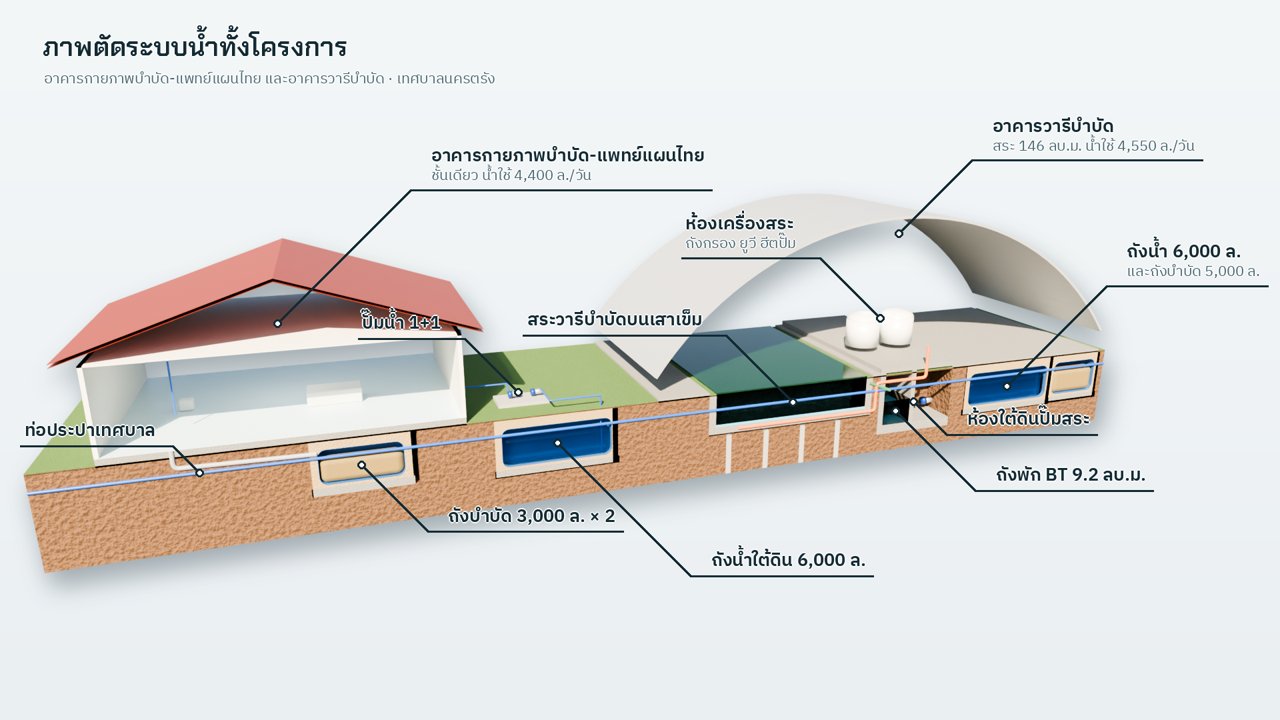 ภาพตัดระบบน้ำทั้งโครงการ
อาคารกายภาพบำบัด-แพทย์แผนไทย และอาคารวารีบำบัด · เทศบาลนครตรัง
อาคารวารีบำบัด
สระ 146 ลบ.ม. น้ำใช้ 4,550 ล./วัน
อาคารกายภาพบำบัด-แพทย์แผนไทย
ชั้นเดียว น้ำใช้ 4,400 ล./วัน
ห้องเครื่องสระ
ถังกรอง ยูวี ฮีตปั๊ม
ถังน้ำ 6,000 ล.
และถังบำบัด 5,000 ล.
ปั๊มน้ำ 1+1
สระวารีบำบัดบนเสาเข็ม
ท่อประปาเทศบาล
ห้องใต้ดินปั๊มสระ
ถังพัก BT 9.2 ลบ.ม.
ถังบำบัด 3,000 ล. × 2
ถังน้ำใต้ดิน 6,000 ล.